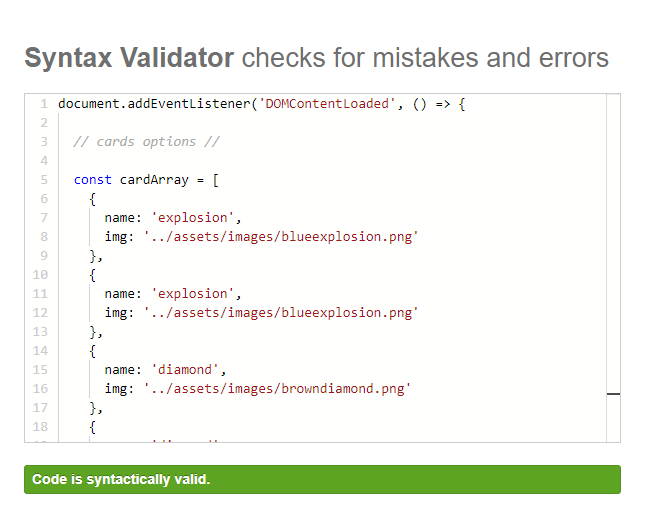 Syntax Validator checks for mistakes and errors
1 document.addEventListener('DOMContentLoaded', () => {
2
3 // cards options //
4
5 const cardArray = [
6 {
7 name: 'explosion',
8 img: '../assets/images/blueexplosion.png'
9 },
10 {
11 name: 'explosion',
12 img: '../assets/images/blueexplosion.png'
13 },
14 {
15 name: 'diamond',
16 img: '../assets/images/browndiamond.png'
17 },
18 {
Code is syntactically valid.